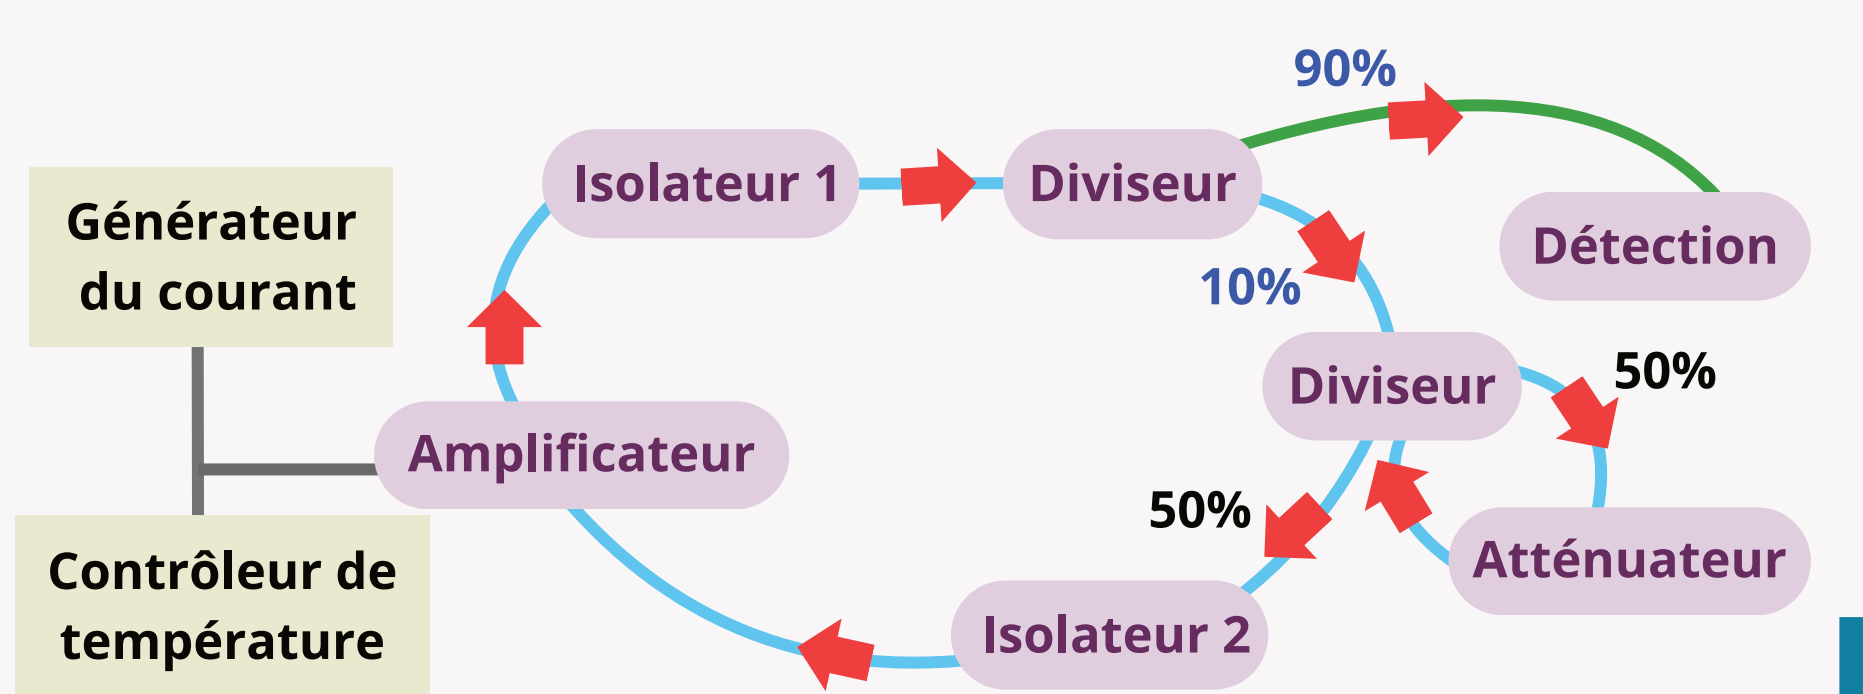 90%
Isolateur 1
Diviseur
Générateur
du courant
Détection
10%
Diviseur
50%
Amplificateur
50%
Atténuateur
Contrôleur de
température
Isolateur 2